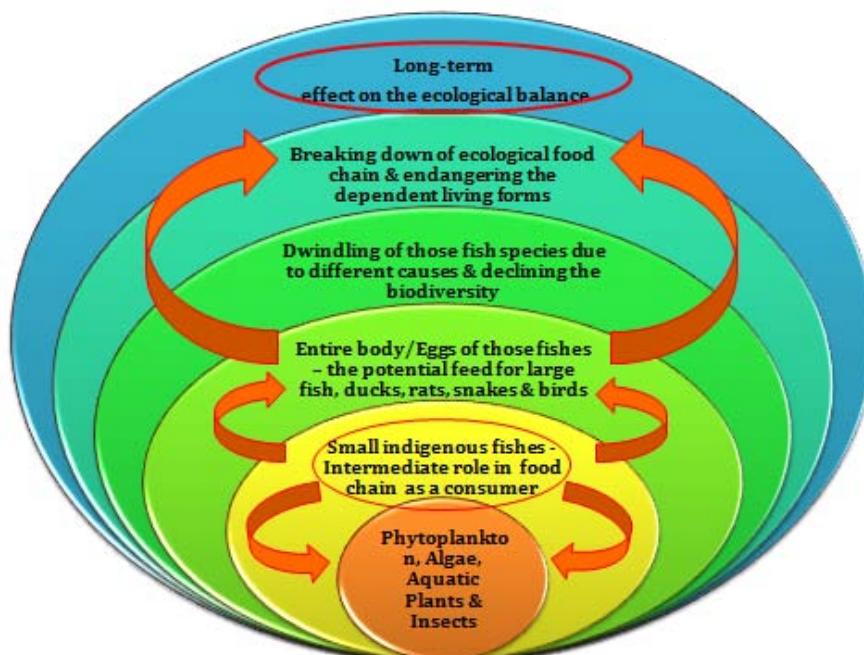 Long-term
effect on the ecological balance
Breaking down of ecological food
chain & endangering the
dependent living forms
Dwindling of those fish species due
to different causes & declining the
biodiversity
Entire body/Eggs of those fishes
– the potential feed for large
fish, ducks, rats, snakes & birds
Small indigenous fishes -
Intermediate role in food
chain as a consumer
Phytoplankto
n, Algae,
Aquatic
Plants &
Insects